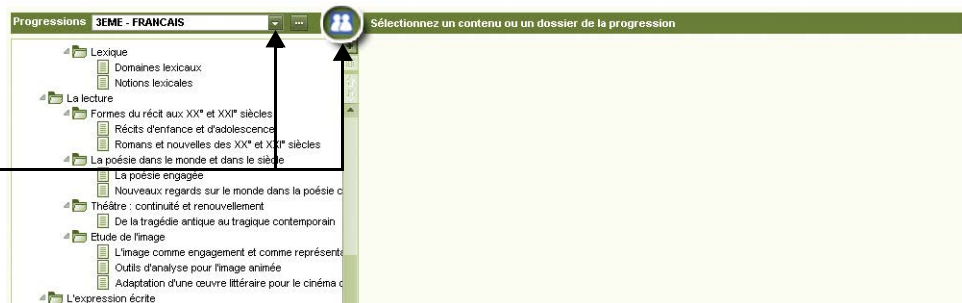 Progressions 3EME - FRANCAIS ... Sélectionnez un contenu ou un dossier de la progression
Lexique
Domaines lexicaux
Notions lexicales
La lecture
Formes du récit aux XX° et XXI° siècles
Récits d'enfance et d'adolescence
Romans et nouvelles des XX° et XXI° siècles
La poésie dans le monde et dans le siècle
La poésie engagée
Nouveaux regards sur le monde dans la poésie c
Théâtre : continuité et renouvellement
De la tragédie antique au tragique contemporain
Etude de l'image
L'image comme engagement et comme représenta
Outils d'analyse pour l'image animée
Adaptation d'une œuvre littéraire pour le cinéma o
L'expression écrite